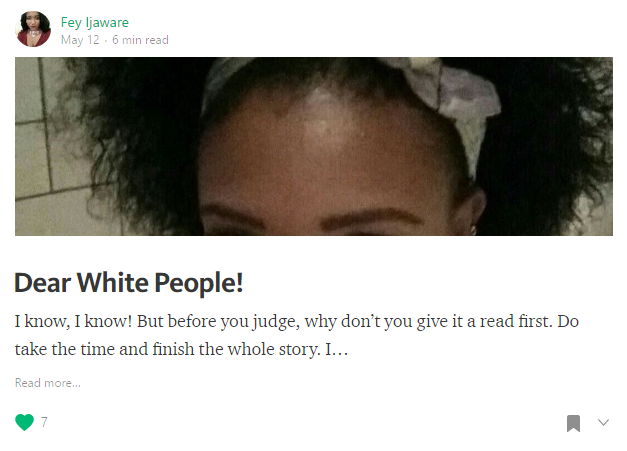 Fey Ijaware
May 12 · 6 min read
Dear White People!
I know, I know! But before you judge, why don’t you give it a read first. Do
take the time and finish the whole story. I…
Read more…
7